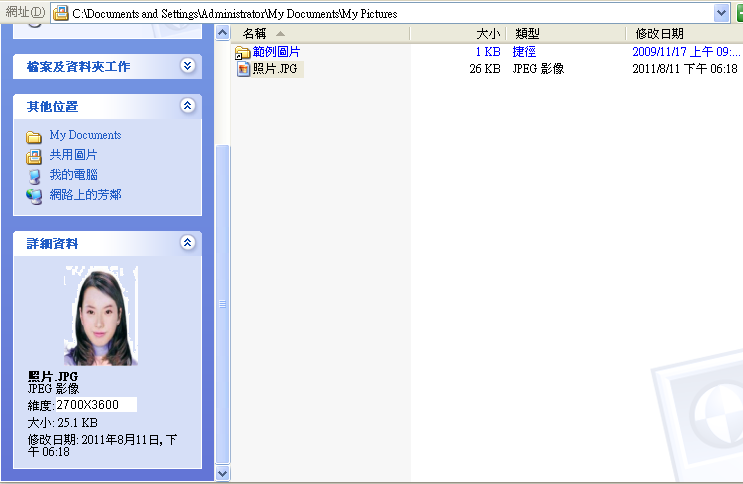 網址(D) C:\Documents and Settings\Administrator\My Documents\My Pictures
名稱 大小 類型 修改日期
範例圖片 1 KB 捷徑 2009/11/17 上午 09:...
照片.JPG 26 KB JPEG 影像 2011/8/11 下午 06:18
檔案及資料夾工作
其他位置
My Documents
共用圖片
我的電腦
網路上的芳鄰
詳細資料
照片.JPG
JPEG 影像
維度: 2700X3600
大小: 25.1 KB
修改日期: 2011年8月11日, 下
午 06:18